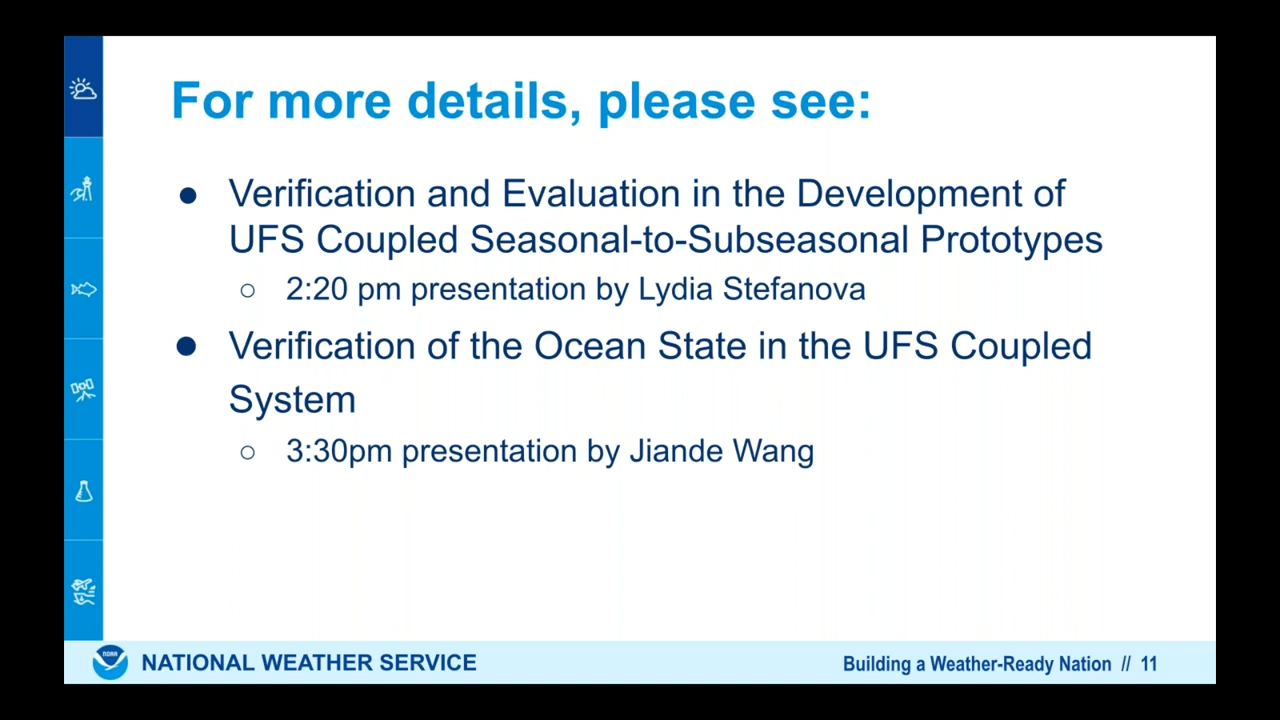 For more details, please see:
● Verification and Evaluation in the Development of
UFS Coupled Seasonal-to-Subseasonal Prototypes
○ 2:20 pm presentation by Lydia Stefanova
● Verification of the Ocean State in the UFS Coupled
System
○ 3:30pm presentation by Jiande Wang
NOAA
NATIONAL WEATHER SERVICE
Building a Weather-Ready Nation // 11